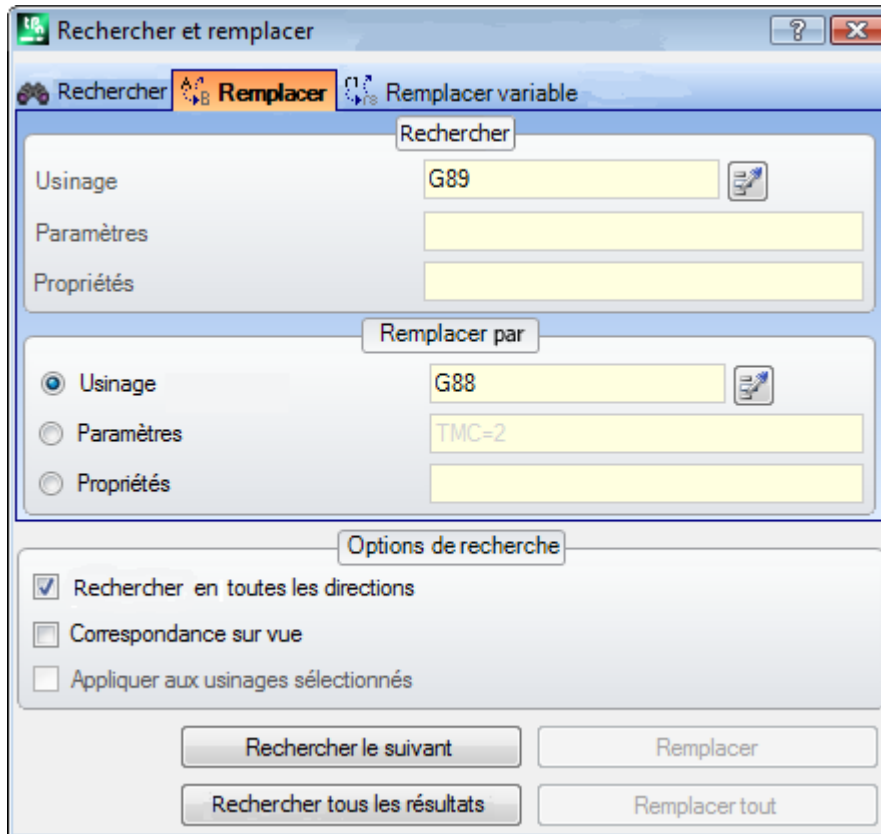 Rechercher et remplacer
Rechercher Remplacer Remplacer variable
Rechercher
Usinage G89
Paramètres
Propriétés
Remplacer par
Usinage G88
Paramètres TMC=2
Propriétés
Options de recherche
Rechercher en toutes les directions
Correspondance sur vue
Appliquer aux usinages sélectionnés
Rechercher le suivant Remplacer
Rechercher tous les résultats Remplacer tout